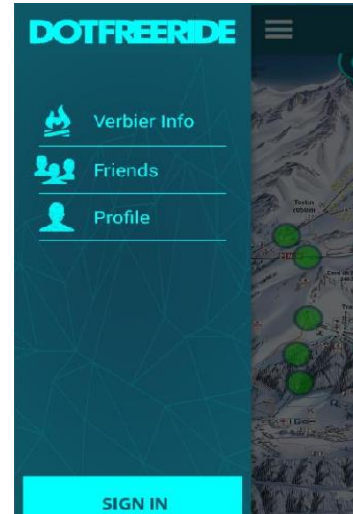 DOTFREERIDE
Verbier Info
Friends
Profile
SIGN IN